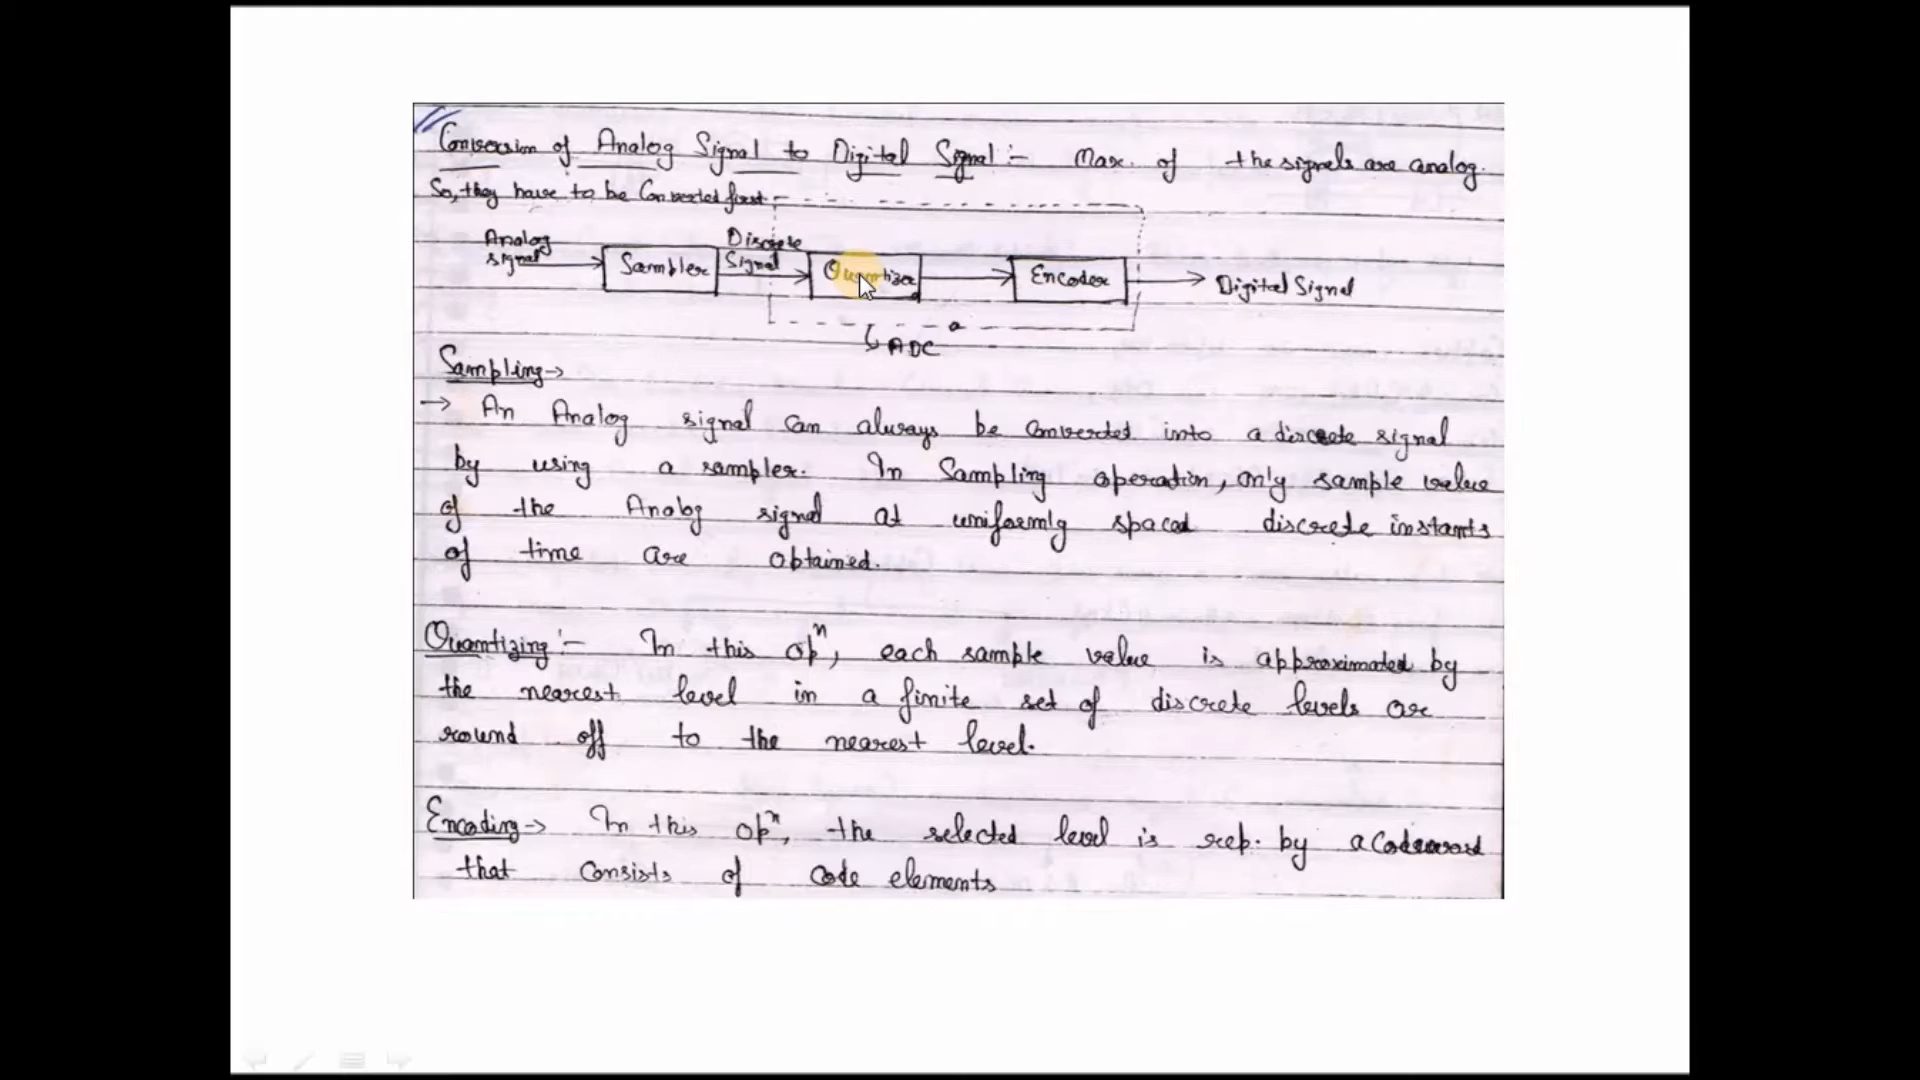 Conversion of Analog Signal to Digital Signal :- Max. of the signals are analog.
So, they have to be Converted first
Analog signal
Sampler
Discrete Signal
Quantizer
Encoder
Digital Signal
ADC
Sampling →
→ An Analog signal can always be converted into a discrete signal
by using a sampler. In Sampling operation, only sample value
of the Analog signal at uniformly spaced discrete instants
of time are obtained.
Quantizing :- In this opⁿ, each sample value is approximated by
the nearest level in a finite set of discrete levels are
round off to the nearest level.
Encoding → In this opⁿ, the selected level is rep. by a Codeword
that consists of code elements